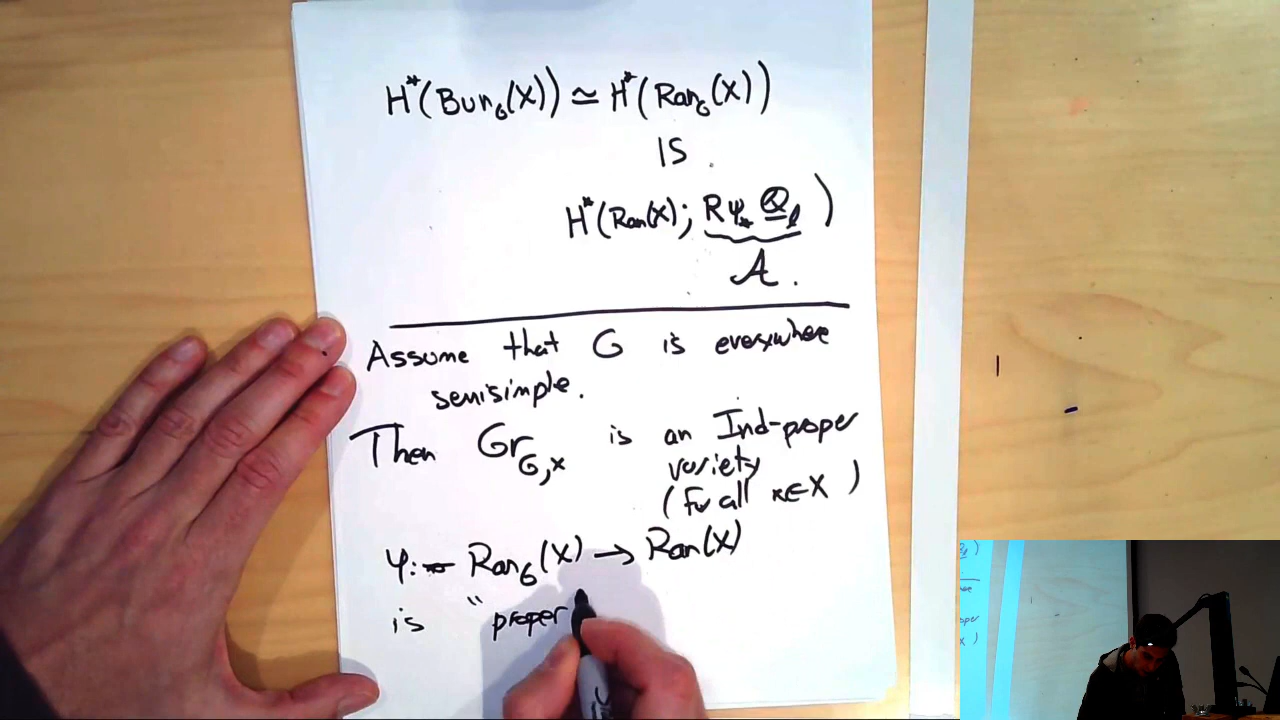 H*(Bun_G(X)) ≃ H*(Ran_G(X))
IS
H*(Ran(X); Rψ_* ℚ_ℓ )
𝒜.
Assume that G is everywhere
semisimple.
Then Gr_{G,x} is an Ind-proper
variety
(for all x∈X )
ψ: Ran_G(X) → Ran(X)
is "proper